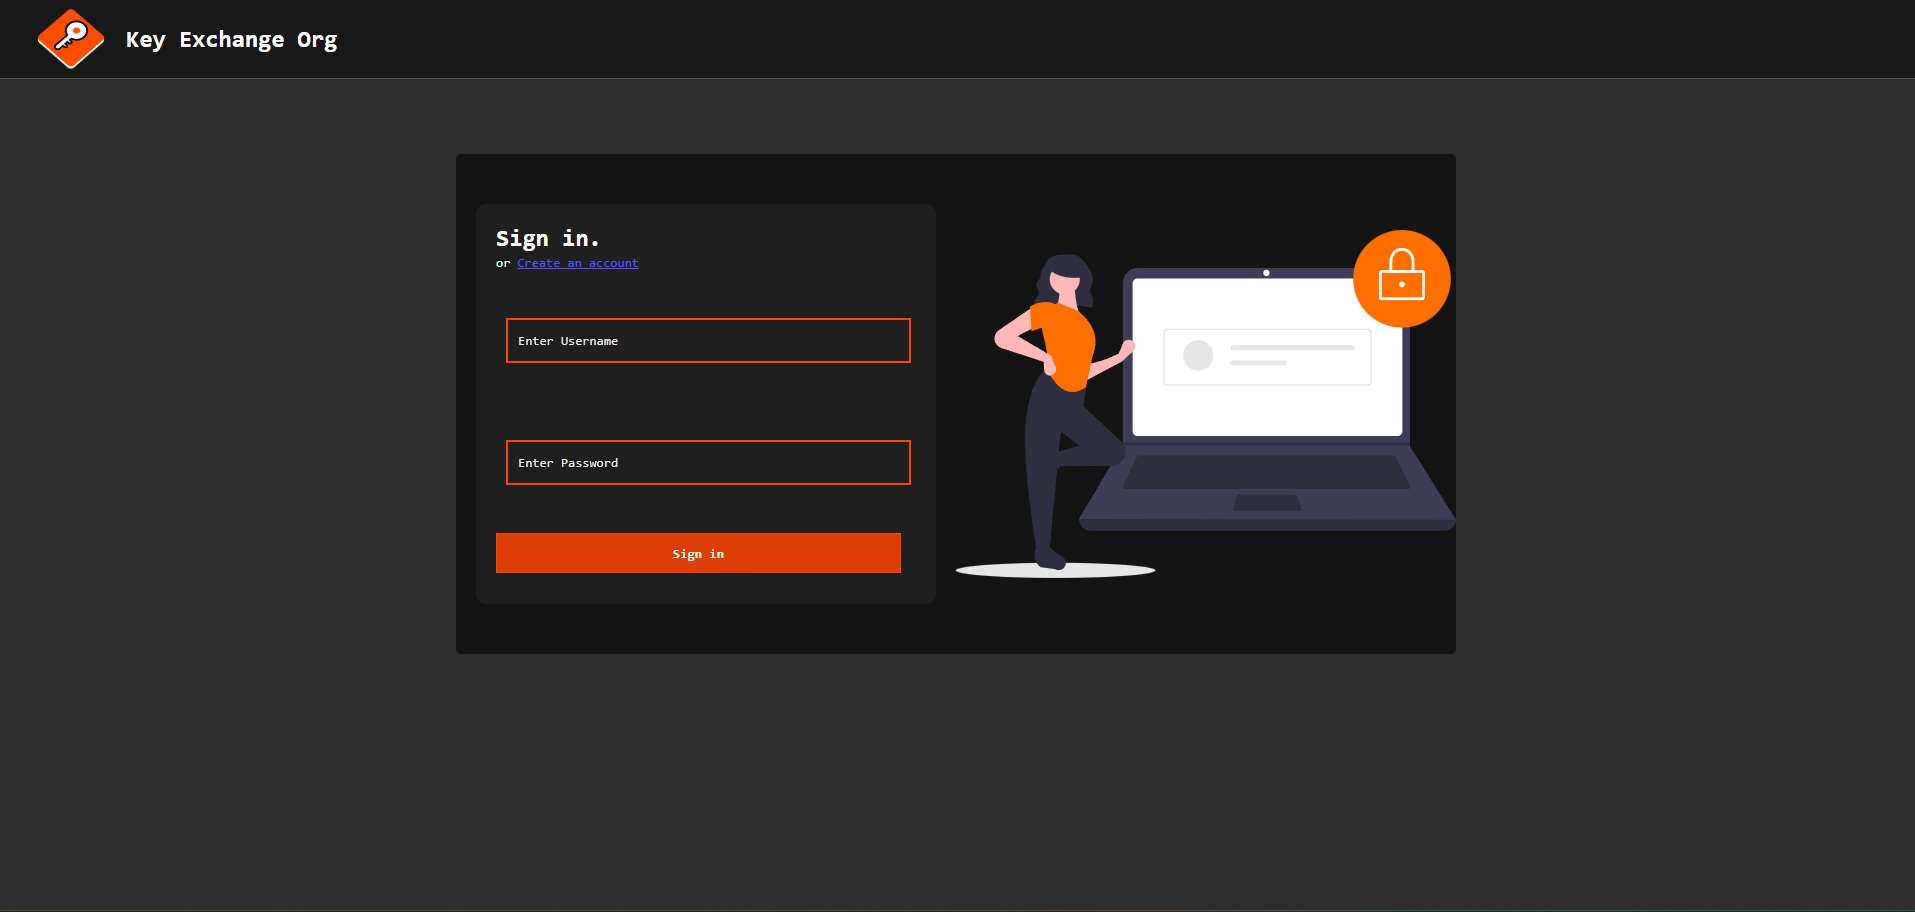 Key Exchange Org
Sign in.
or Create an account
Enter Username
Enter Password
Sign in